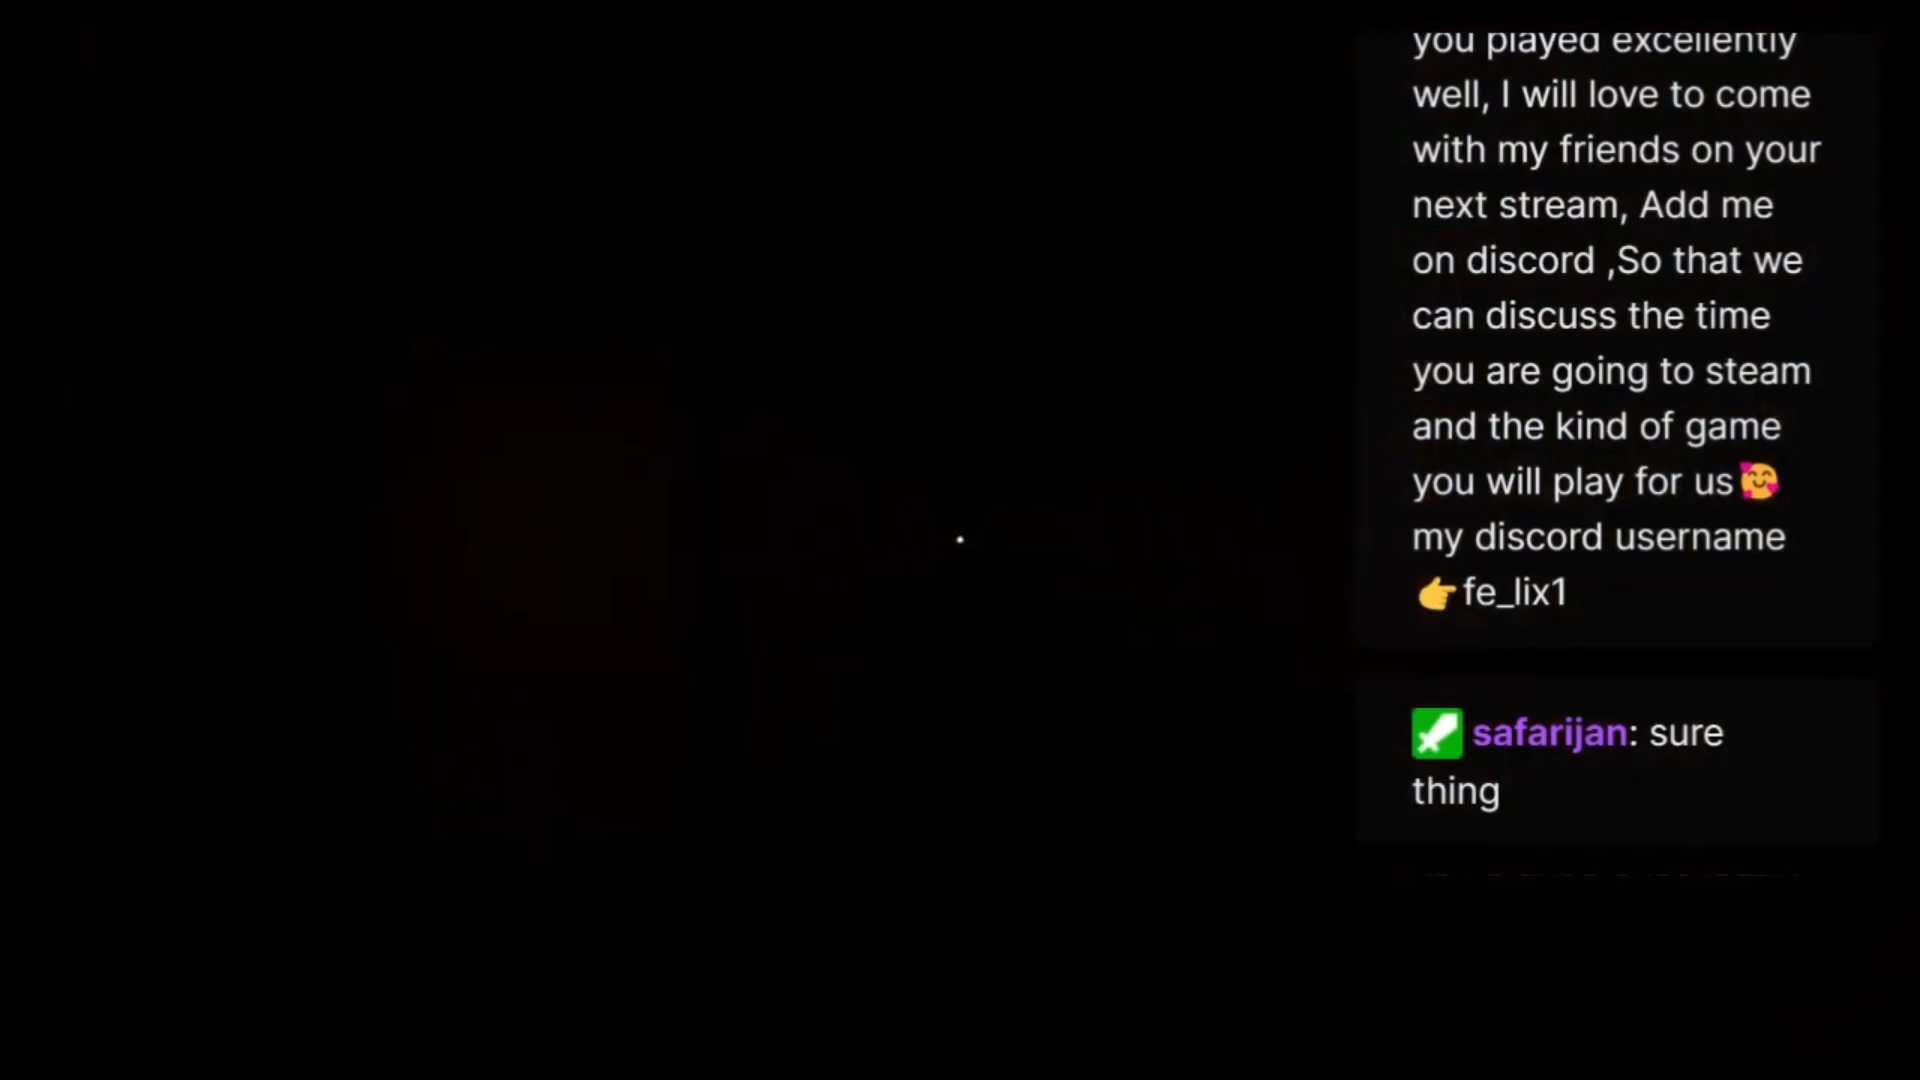 you played excellently
well, I will love to come
with my friends on your
next stream, Add me
on discord ,So that we
can discuss the time
you are going to steam
and the kind of game
you will play for us🥰
my discord username
👉fe_lix1
safarijan: sure
thing